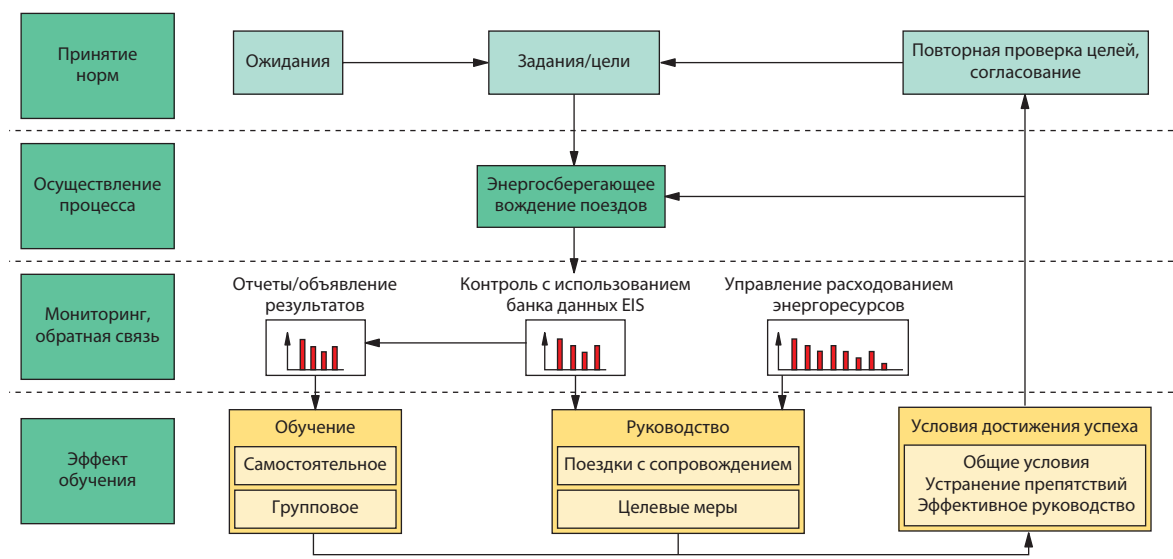 Принятие
норм
Ожидания
Задания/цели
Повторная проверка целей,
согласование
Осуществление
процесса
Энергосберегающее
вождение поездов
Мониторинг,
обратная связь
Отчеты/объявление
результатов
Контроль с использованием
банка данных EIS
Управление расходованием
энергоресурсов
Эффект
обучения
Обучение
Самостоятельное
Групповое
Руководство
Поездки с сопровождением
Целевые меры
Условия достижения успеха
Общие условия
Устранение препятствий
Эффективное руководство